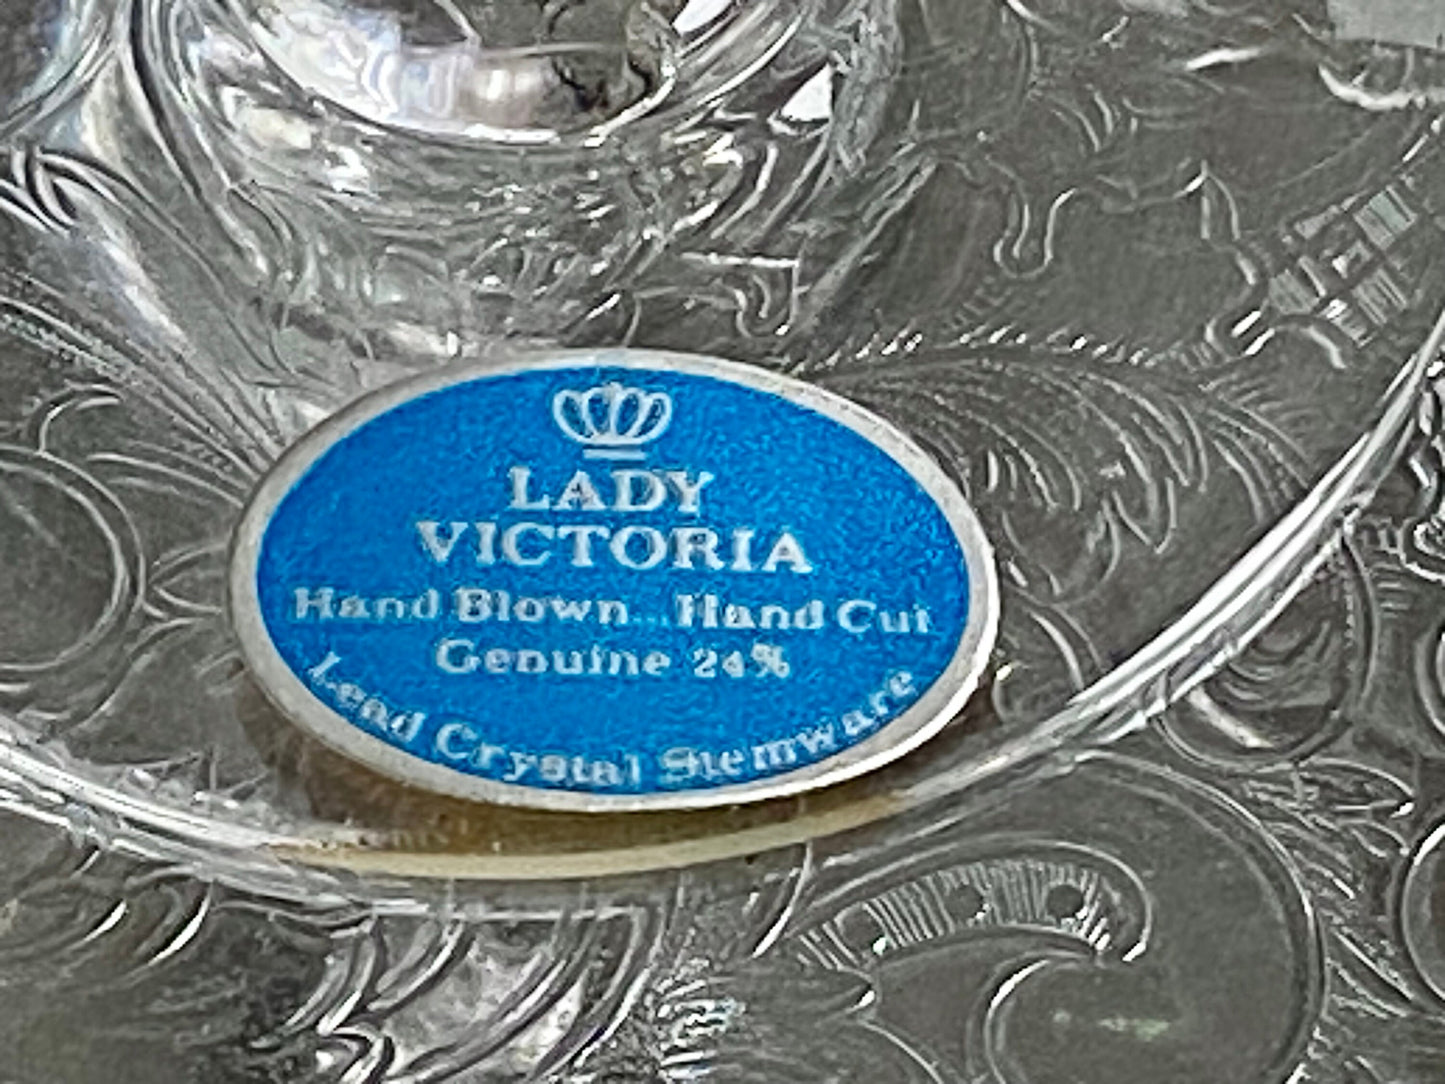 LADY
VICTORIA
Hand Blown...Hand Cut
Genuine 24%
Lead Crystal Stemware